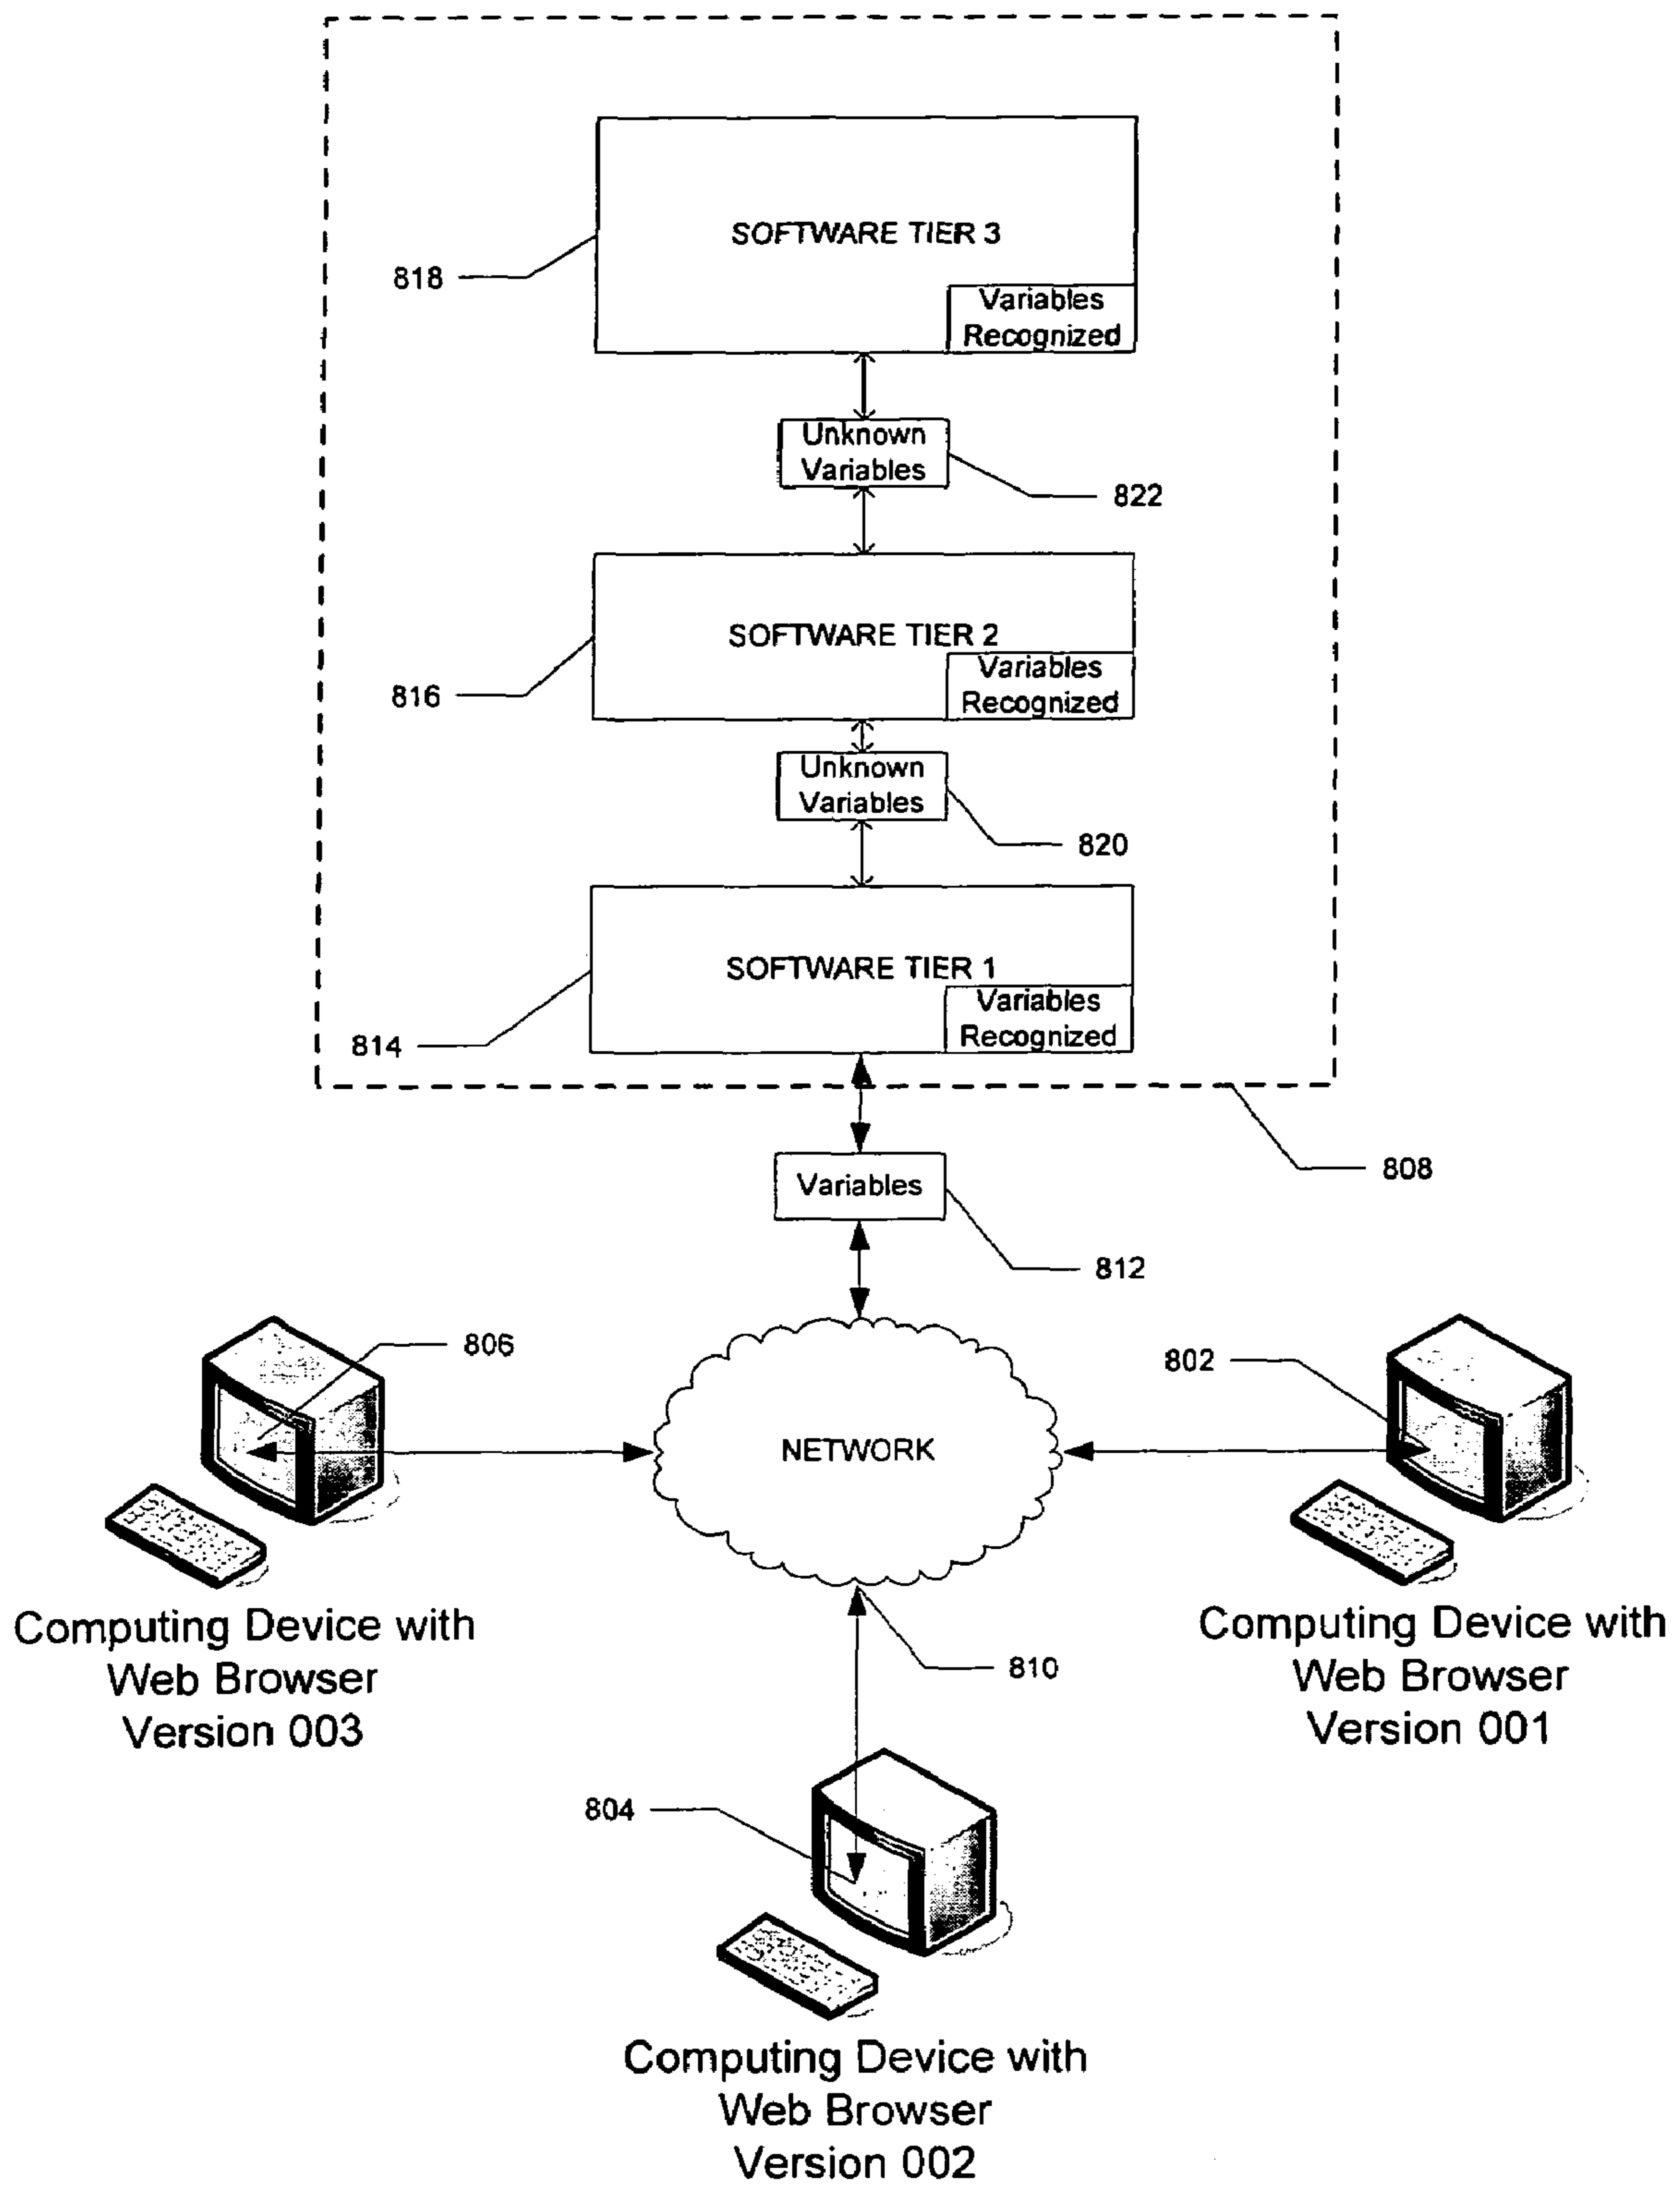 SOFTWARE TIER 3
818
Variables
Recognized
Unknown
Variables
822
SOFTWARE TIER 2
816
Variables
Recognized
Unknown
Variables
820
SOFTWARE TIER 1
814
Variables
Recognized
808
Variables
812
806
802
NETWORK
Computing Device with
Web Browser
Version 003
810
Computing Device with
Web Browser
Version 001
804
Computing Device with
Web Browser
Version 002